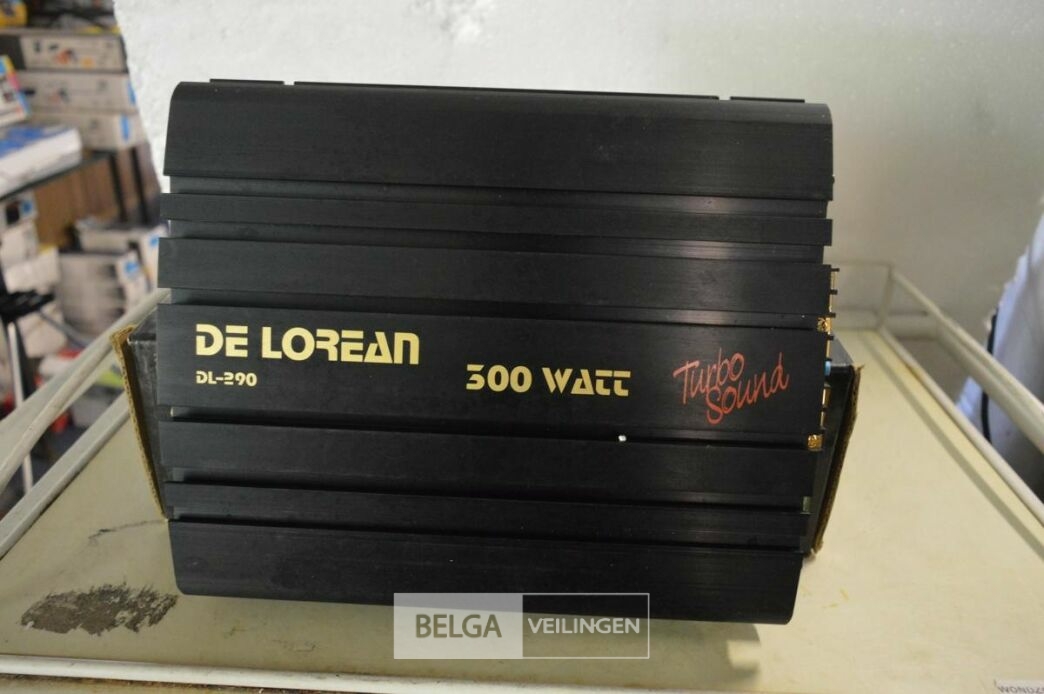 DE LOREAN
DL-290
300 WATT
Turbo
Sound
BELGA VEILINGEN